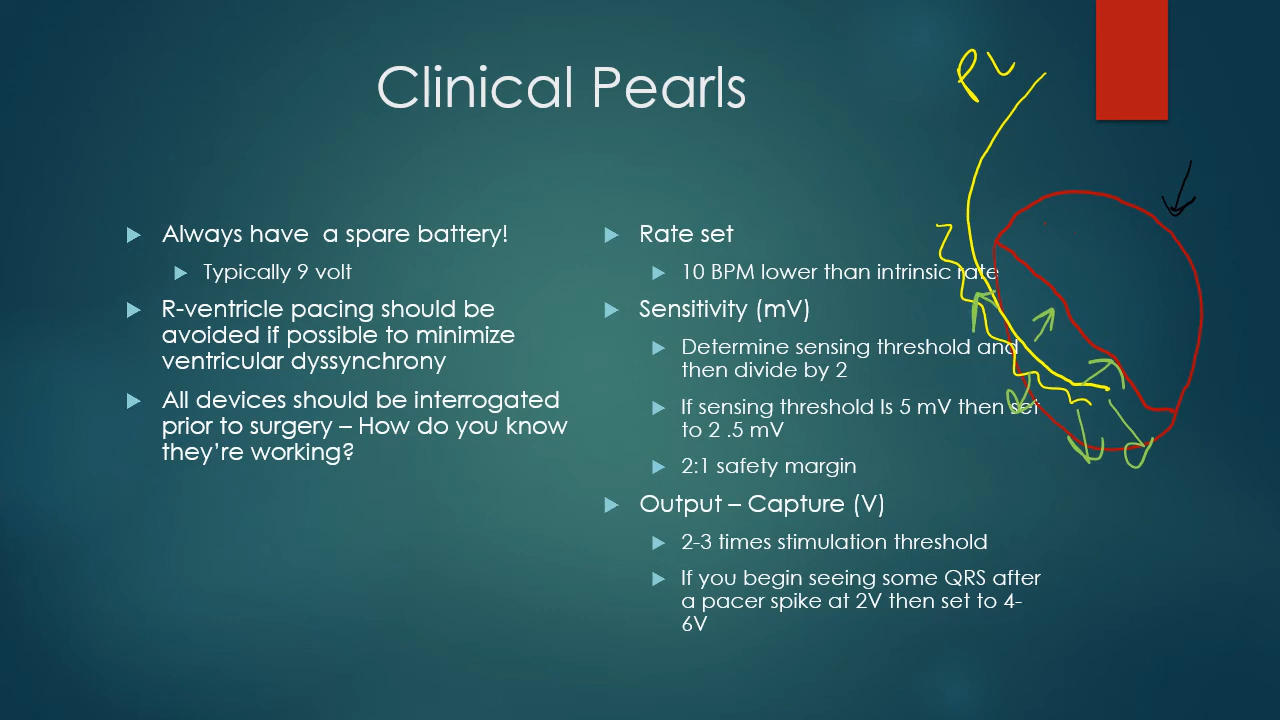 Clinical Pearls
Always have a spare battery!
Typically 9 volt
R-ventricle pacing should be
avoided if possible to minimize
ventricular dyssynchrony
All devices should be interrogated
prior to surgery – How do you know
they're working?
Rate set
10 BPM lower than intrinsic rate
Sensitivity (mV)
Determine sensing threshold and
then divide by 2
If sensing threshold Is 5 mV then set
to 2 .5 mV
2:1 safety margin
Output – Capture (V)
2-3 times stimulation threshold
If you begin seeing some QRS after
a pacer spike at 2V then set to 4-
6V